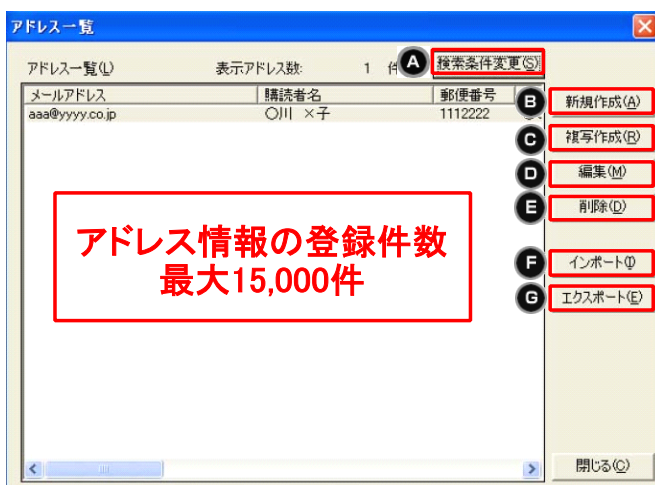 アドレス一覧
アドレス一覧(L) 表示アドレス数: 1 件 A 検索条件変更(S)
メールアドレス 購読者名 郵便番号
aaa@yyyy.co.jp 〇川 ×子 1112222
B 新規作成(A)
C 複写作成(R)
D 編集(M)
E 削除(D)
アドレス情報の登録件数
最大15,000件
F インポート(I)
G エクスポート(E)
閉じる(C)